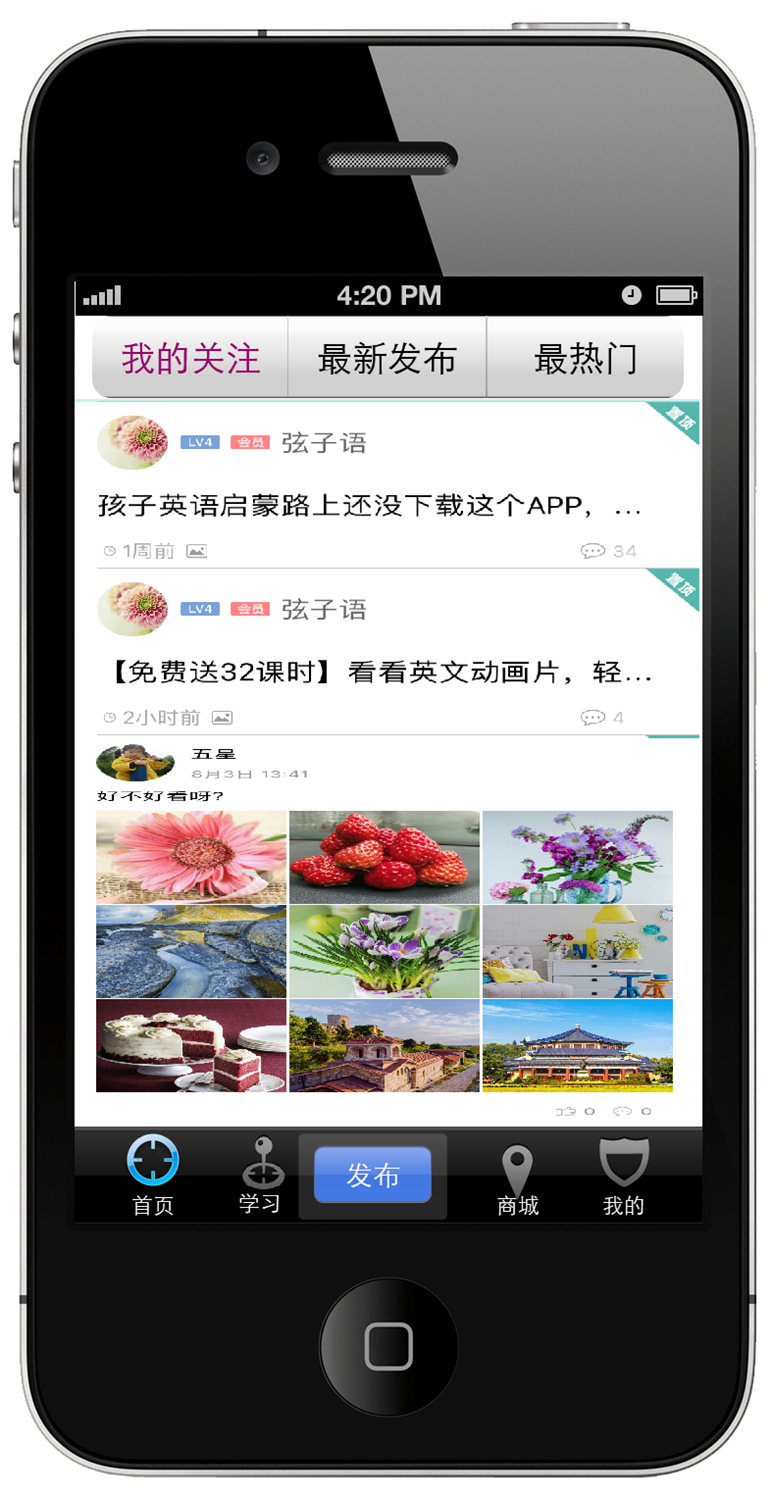 4:20 PM
我的关注 最新发布 最热门
置顶
LV4 会员 弦子语
孩子英语启蒙路上还没下载这个APP，...
1周前 34
置顶
LV4 会员 弦子语
【免费送32课时】看看英文动画片，轻...
2小时前 4
五星
8月3日 13:41
好不好看呀?
0 0
首页 学习 发布 商城 我的